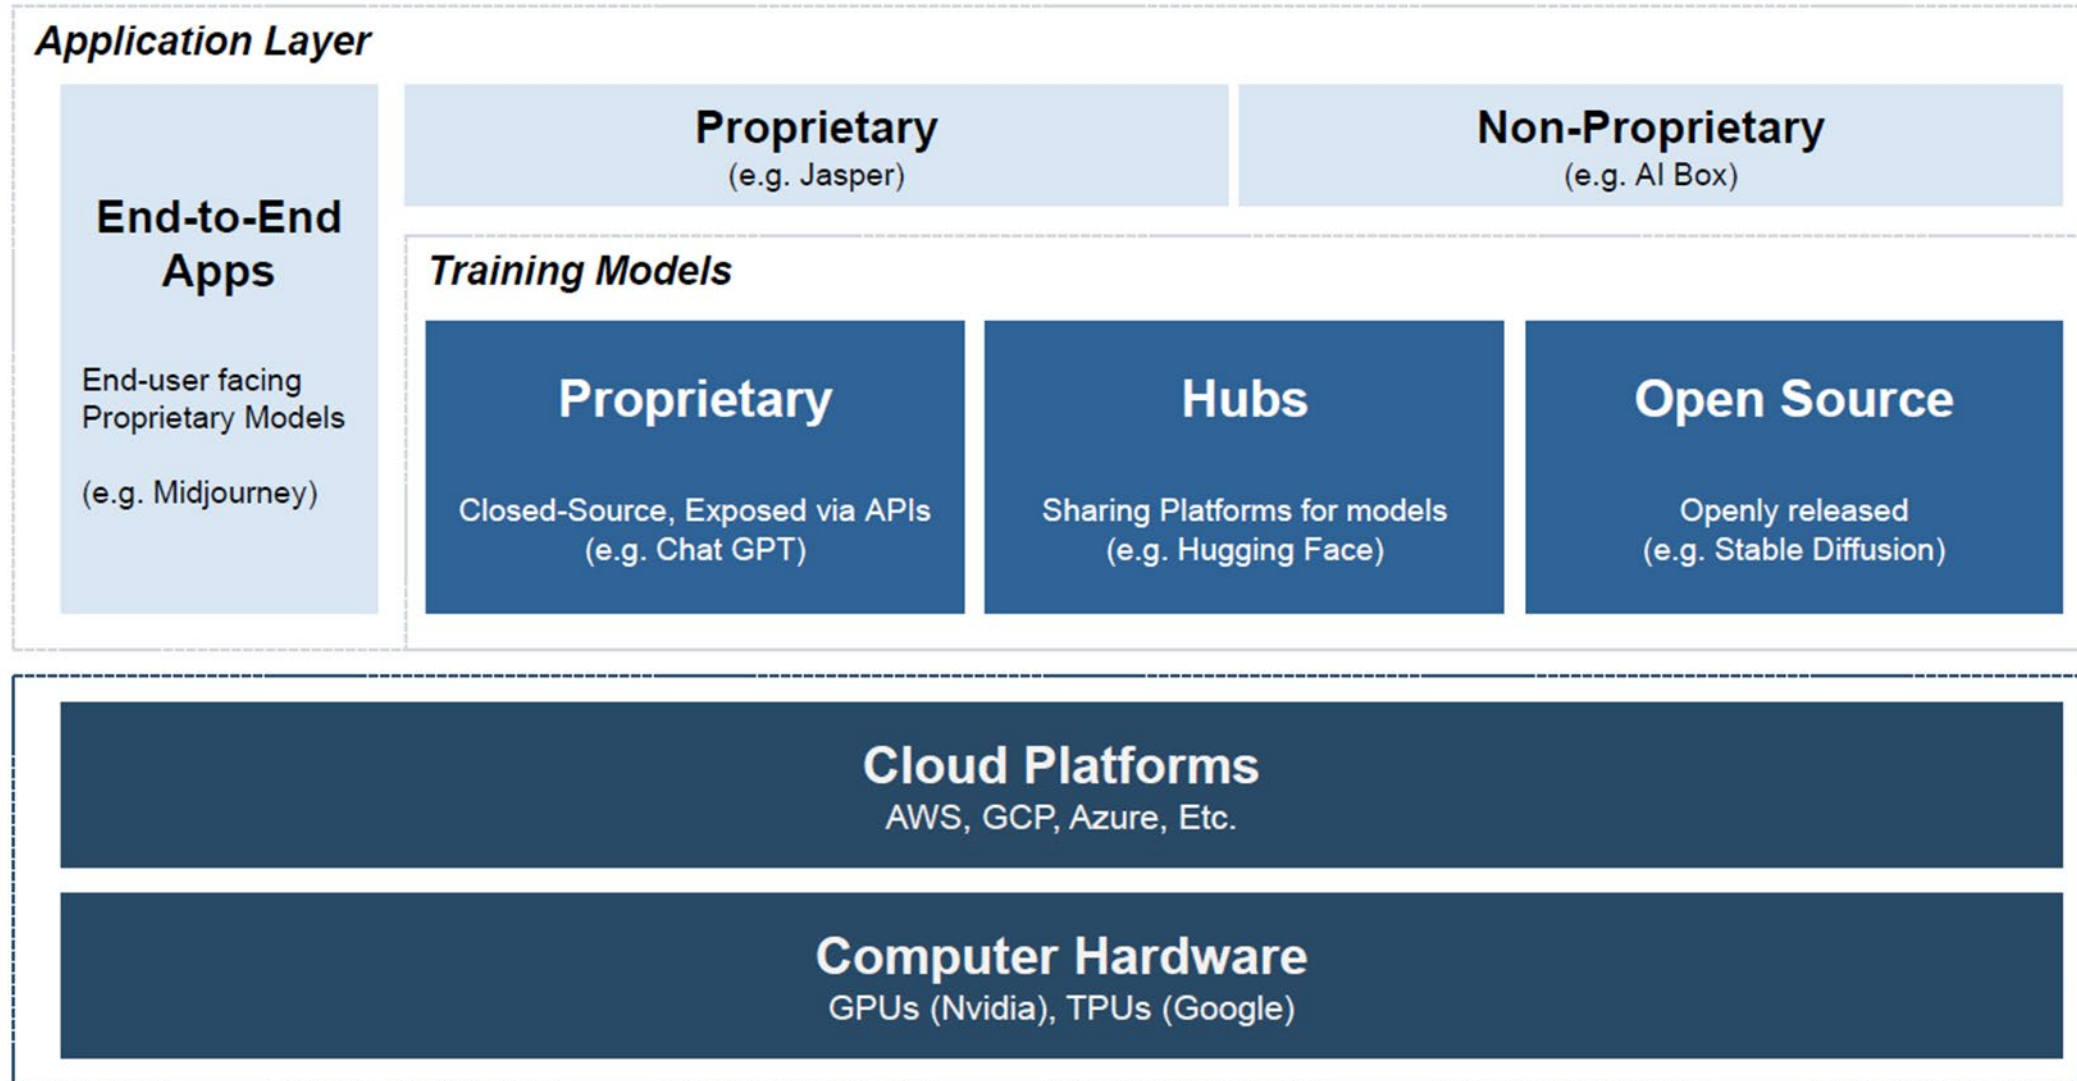 Application Layer
End-to-End
Apps
End-user facing
Proprietary Models
(e.g. Midjourney)
Proprietary
(e.g. Jasper)
Non-Proprietary
(e.g. AI Box)
Training Models
Proprietary
Closed-Source, Exposed via APIs
(e.g. Chat GPT)
Hubs
Sharing Platforms for models
(e.g. Hugging Face)
Open Source
Openly released
(e.g. Stable Diffusion)
Cloud Platforms
AWS, GCP, Azure, Etc.
Computer Hardware
GPUs (Nvidia), TPUs (Google)